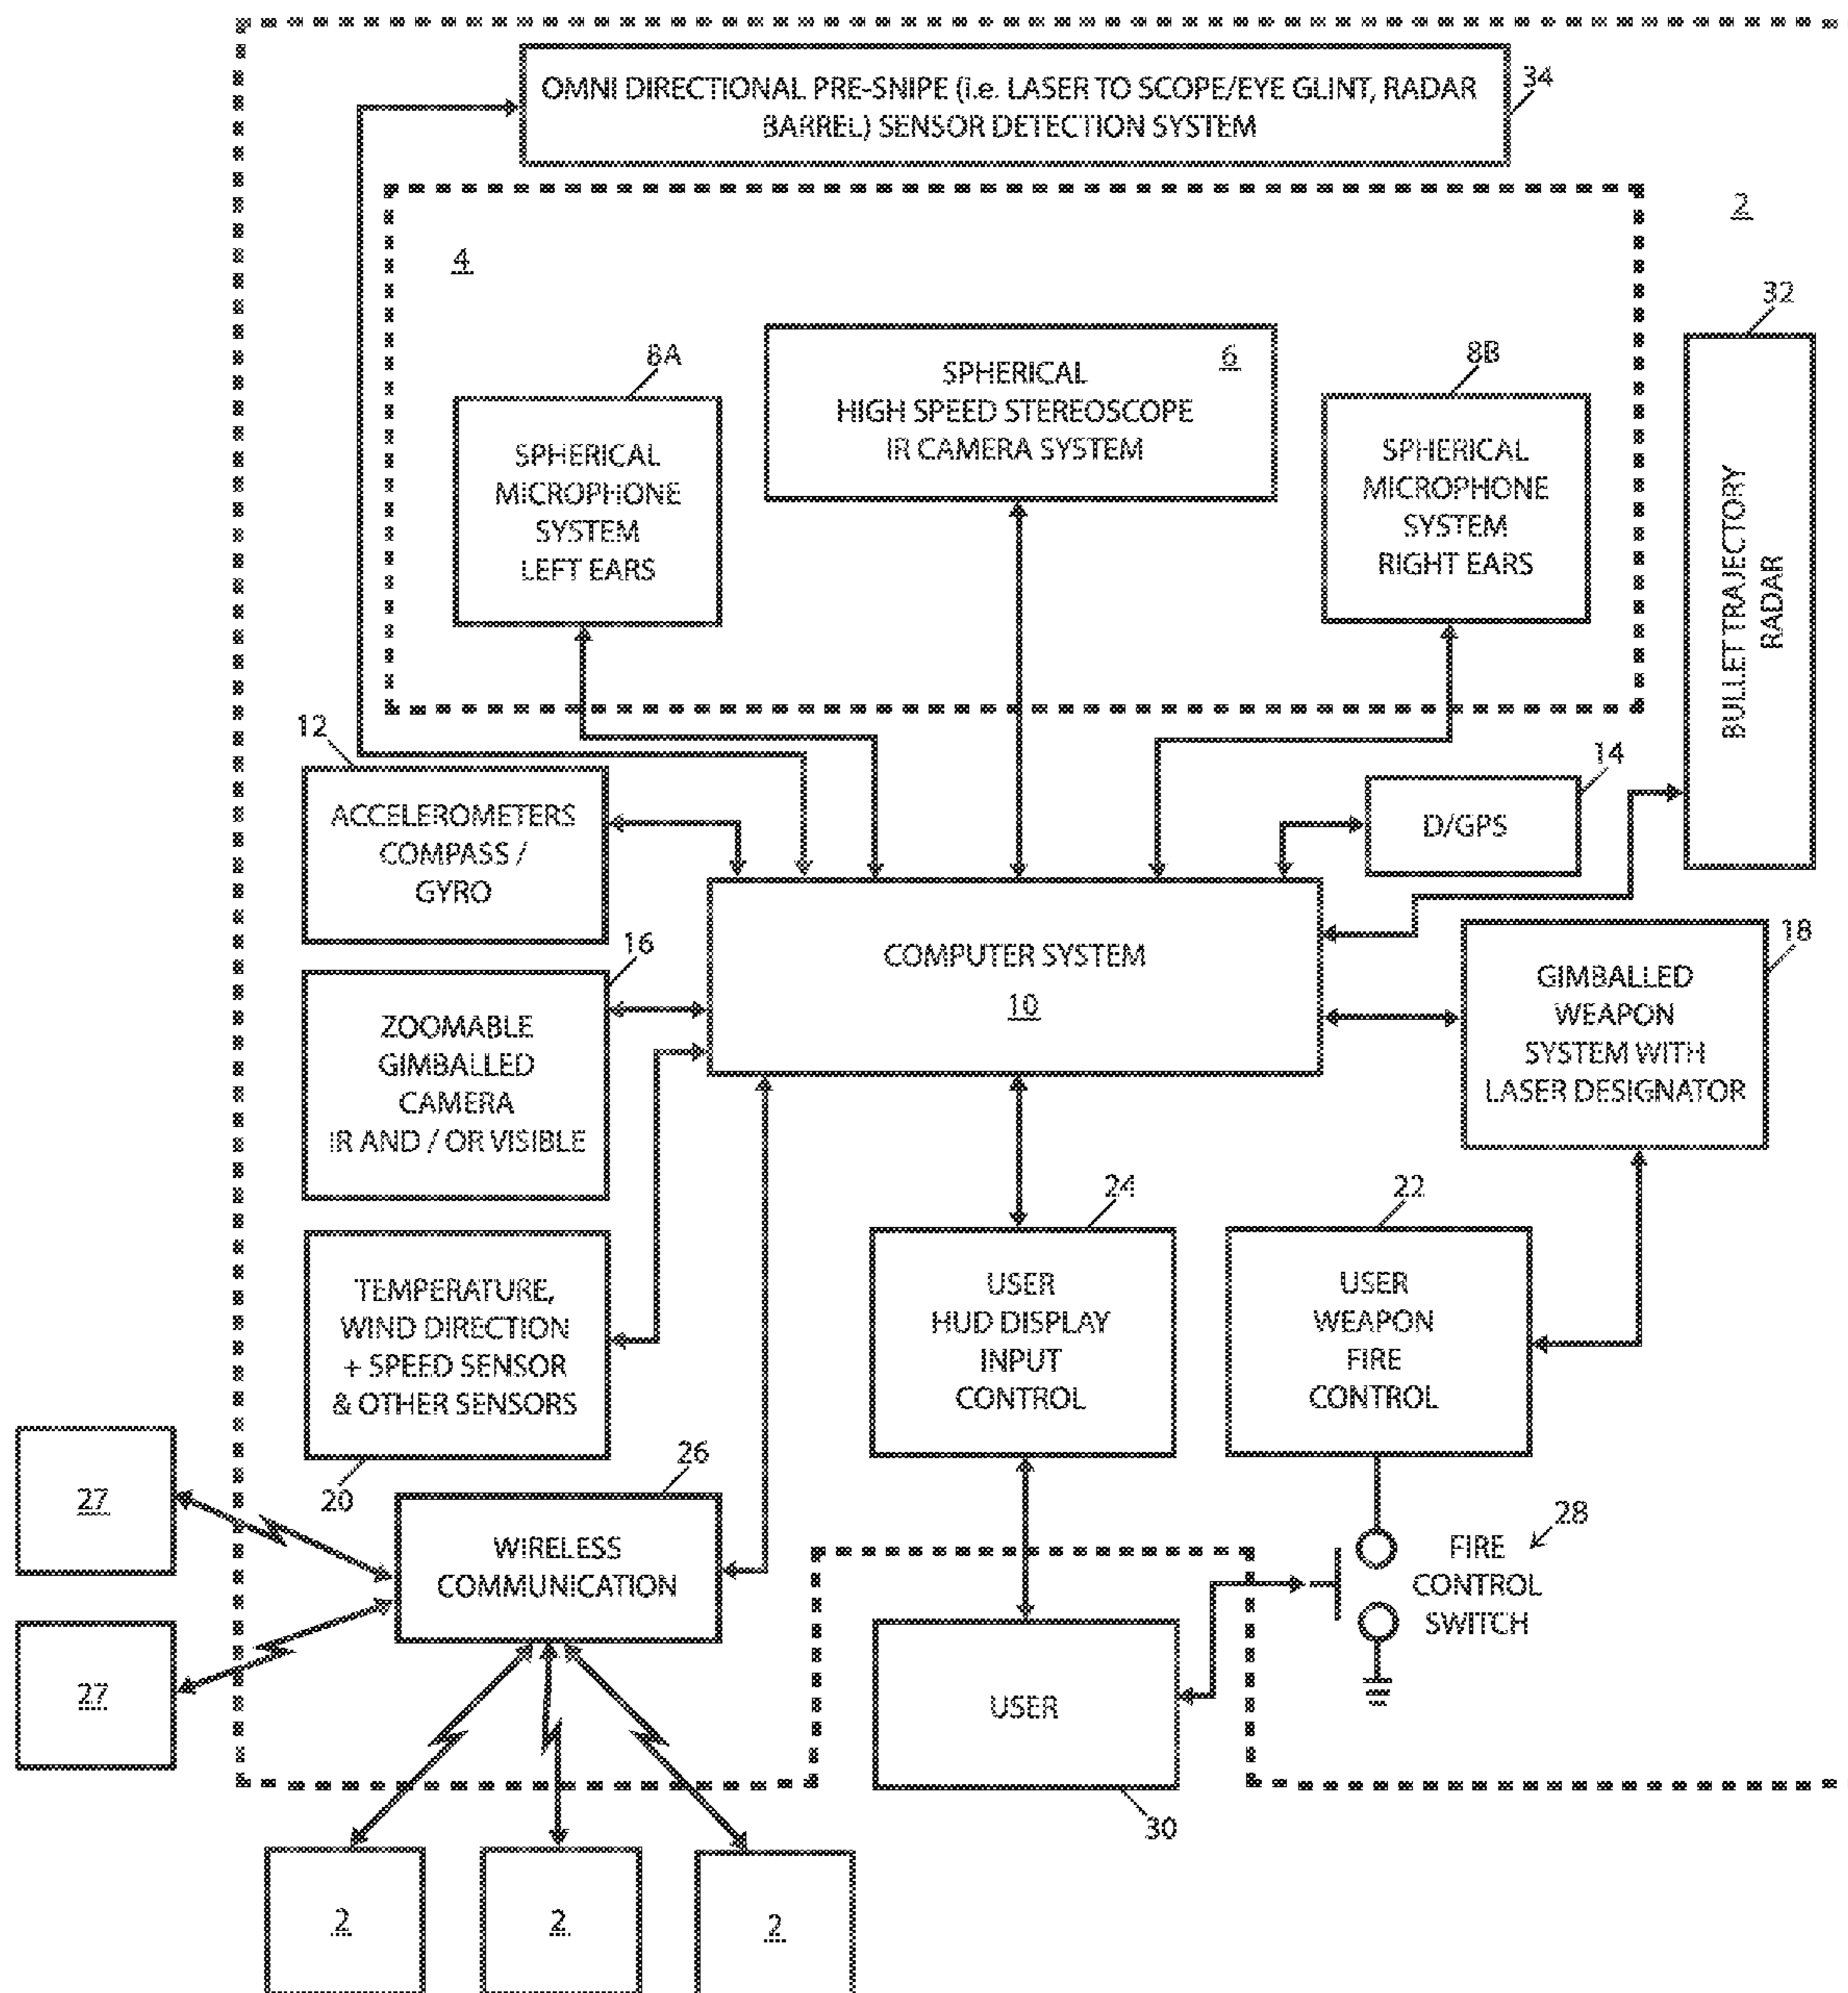 OMNI DIRECTIONAL PRE-SNIPE (i.e. LASER TO SCOPE/EYE GLINT, RADAR
BARREL) SENSOR DETECTION SYSTEM
34
2
4
32
BULLET TRAJECTORY
RADAR
8A
SPHERICAL
MICROPHONE
SYSTEM
LEFT EARS
6
SPHERICAL
HIGH SPEED STEREOSCOPE
IR CAMERA SYSTEM
8B
SPHERICAL
MICROPHONE
SYSTEM
RIGHT EARS
12
ACCELEROMETERS
COMPASS /
GYRO
14
D/GPS
16
ZOOMABLE
GIMBALLED
CAMERA
IR AND / OR VISIBLE
COMPUTER SYSTEM
10
18
GIMBALLED
WEAPON
SYSTEM WITH
LASER DESIGNATOR
TEMPERATURE,
WIND DIRECTION
+ SPEED SENSOR
& OTHER SENSORS
20
24
USER
HUD DISPLAY
INPUT
CONTROL
22
USER
WEAPON
FIRE
CONTROL
26
WIRELESS
COMMUNICATION
27
27
28
FIRE
CONTROL
SWITCH
USER
30
2
2
2